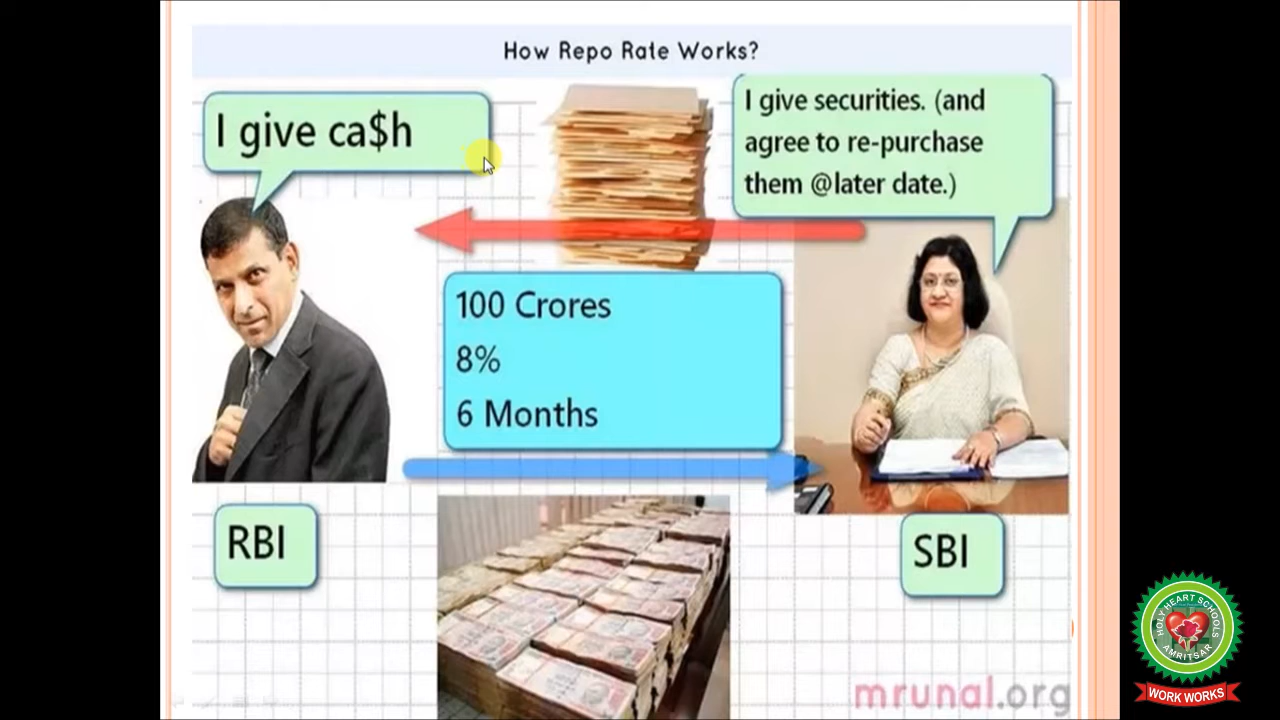 How Repo Rate Works?
I give ca$h
I give securities. (and
agree to re-purchase
them @later date.)
100 Crores
8%
6 Months
RBI
SBI
mrunal.org
HOLY HEART SCHOOLS
AMRITSAR
WORK WORKS